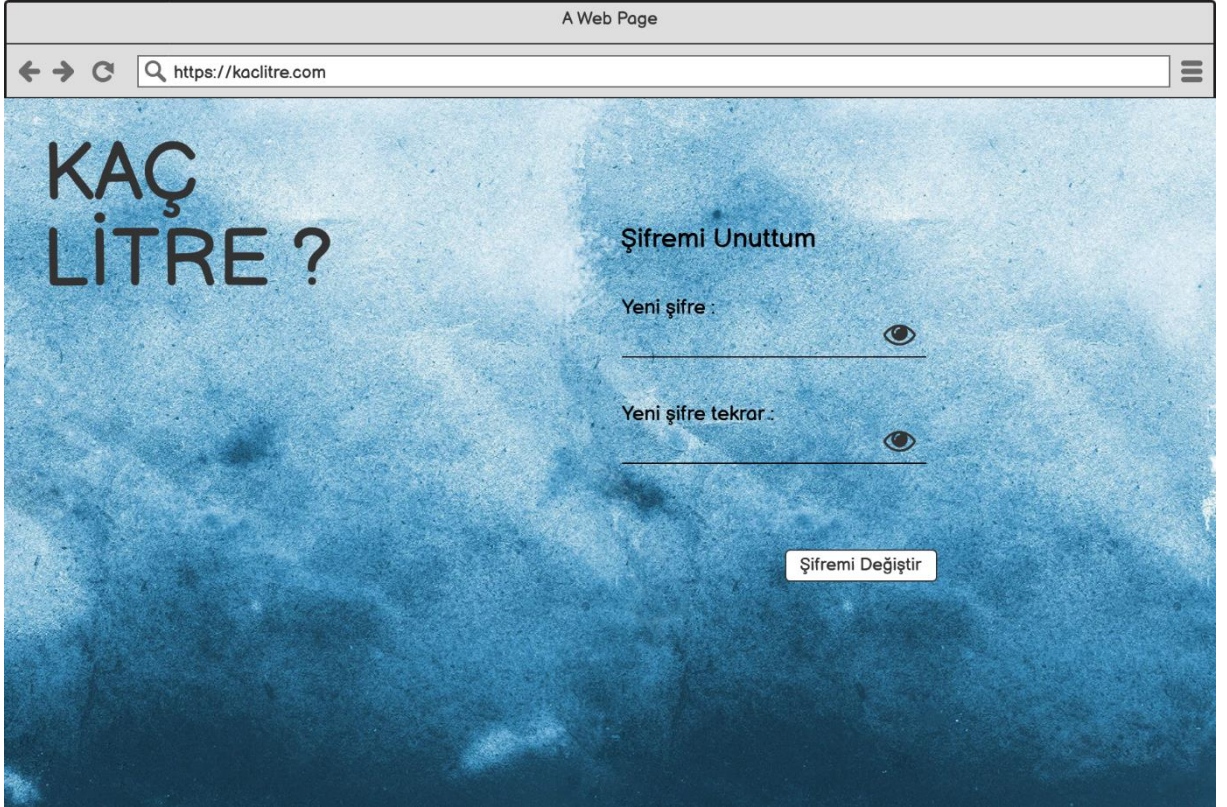 A Web Page
https://kaclitre.com
KAÇ
LİTRE ?
Şifremi Unuttum
Yeni şifre :
Yeni şifre tekrar :
Şifremi Değiştir